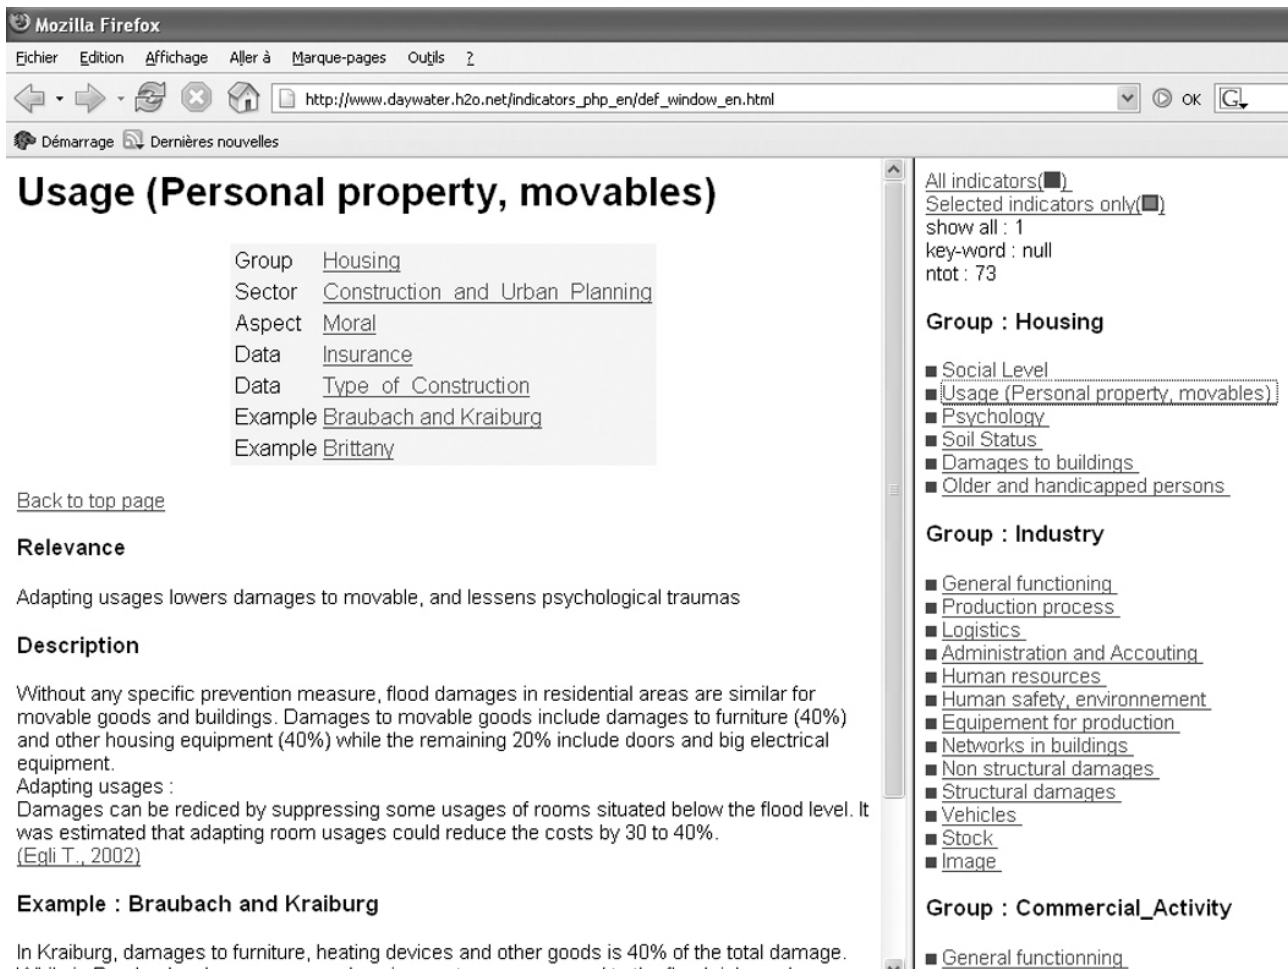 Mozilla Firefox
Fichier Edition Affichage Aller à Marque-pages Outils ?
http://www.daywater.h2o.net/indicators_php_en/def_window_en.html OK G
Démarrage Dernières nouvelles
Usage (Personal property, movables)
Group Housing
Sector Construction and Urban Planning
Aspect Moral
Data Insurance
Data Type of Construction
Example Braubach and Kraiburg
Example Brittany
Back to top page
Relevance
Adapting usages lowers damages to movable, and lessens psychological traumas
Description
Without any specific prevention measure, flood damages in residential areas are similar for
movable goods and buildings. Damages to movable goods include damages to furniture (40%)
and other housing equipment (40%) while the remaining 20% include doors and big electrical
equipment.
Adapting usages :
Damages can be rediced by suppressing some usages of rooms situated below the flood level. It
was estimated that adapting room usages could reduce the costs by 30 to 40%.
(Egli T., 2002)
Example : Braubach and Kraiburg
In Kraiburg, damages to furniture, heating devices and other goods is 40% of the total damage.
All indicators(■)
Selected indicators only(■)
show all : 1
key-word : null
ntot : 73
Group : Housing
Social Level
Usage (Personal property, movables)
Psychology
Soil Status
Damages to buildings
Older and handicapped persons
Group : Industry
General functioning
Production process
Logistics
Administration and Accouting
Human resources
Human safety, environnement
Equipement for production
Networks in buildings
Non structural damages
Structural damages
Vehicles
Stock
Image
Group : Commercial_Activity
General functionning